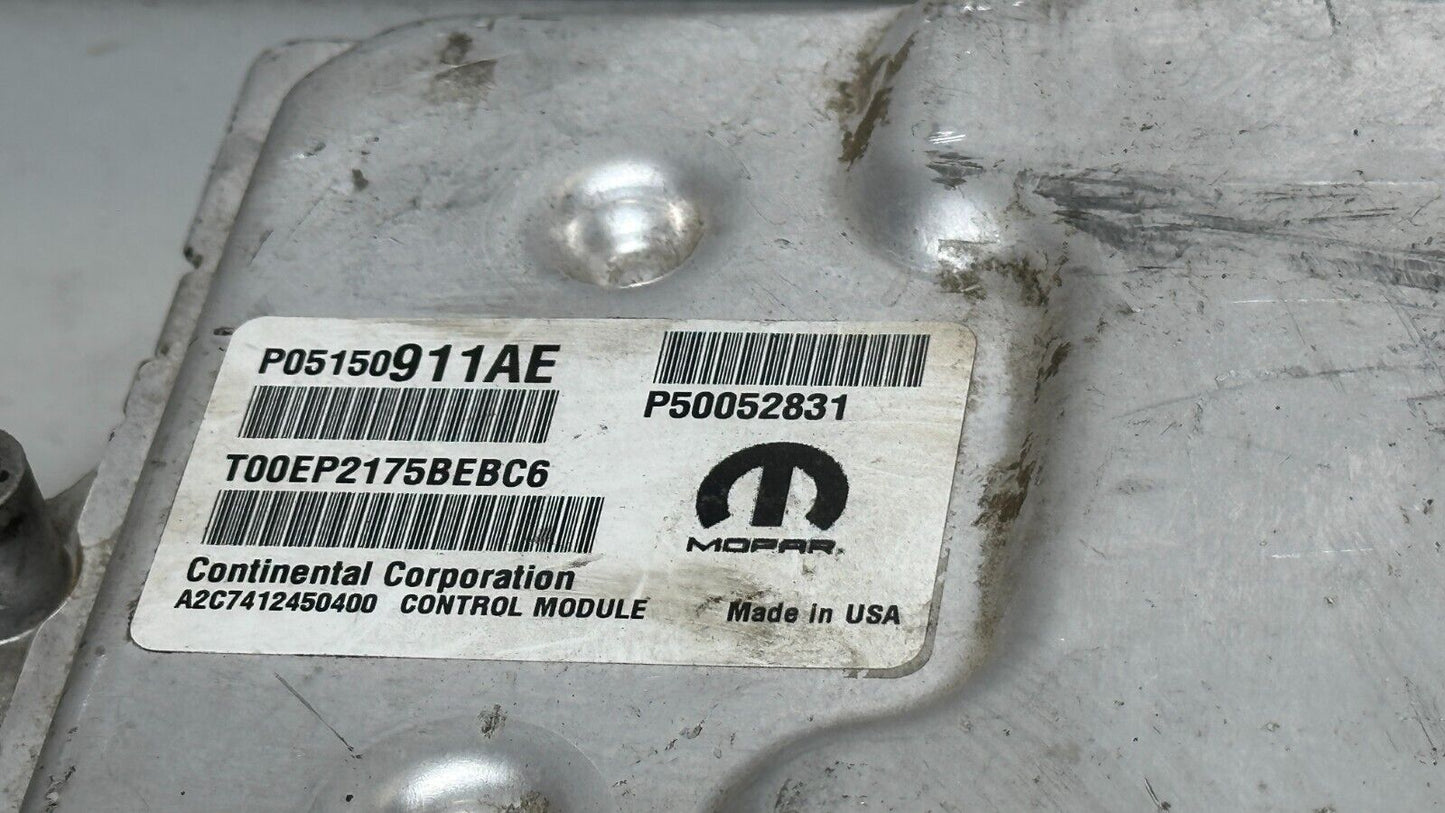 P05150911AE
P50052831
T00EP2175BEBC6
MOPAR.
Continental Corporation
A2C7412450400 CONTROL MODULE Made in USA